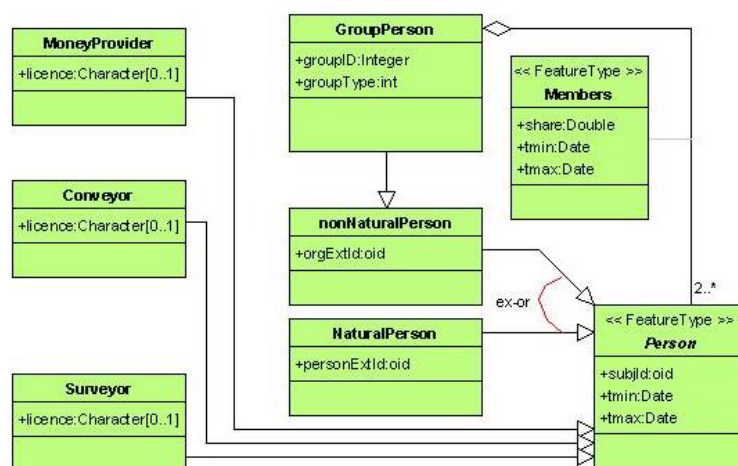 MoneyProvider
+licence:Character[0..1]
GroupPerson
+groupID:Integer
+groupType:int
<< FeatureType >>
Members
+share:Double
+tmin:Date
+tmax:Date
Conveyor
+licence:Character[0..1]
nonNaturalPerson
+orgExtId:oid
ex-or
2..*
NaturalPerson
+personExtId:oid
<< FeatureType >>
Person
+subjId:oid
+tmin:Date
+tmax:Date
Surveyor
+licence:Character[0..1]